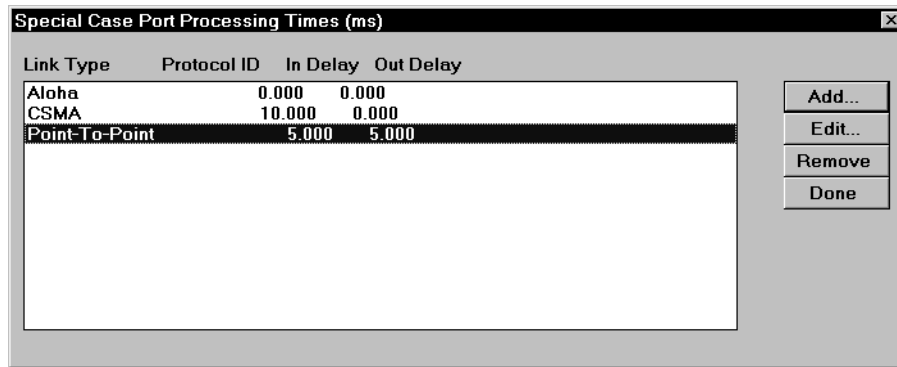 Special Case Port Processing Times (ms)
Link Type Protocol ID In Delay Out Delay
Aloha 0.000 0.000
CSMA 10.000 0.000
Point-To-Point 5.000 5.000
Add...
Edit...
Remove
Done